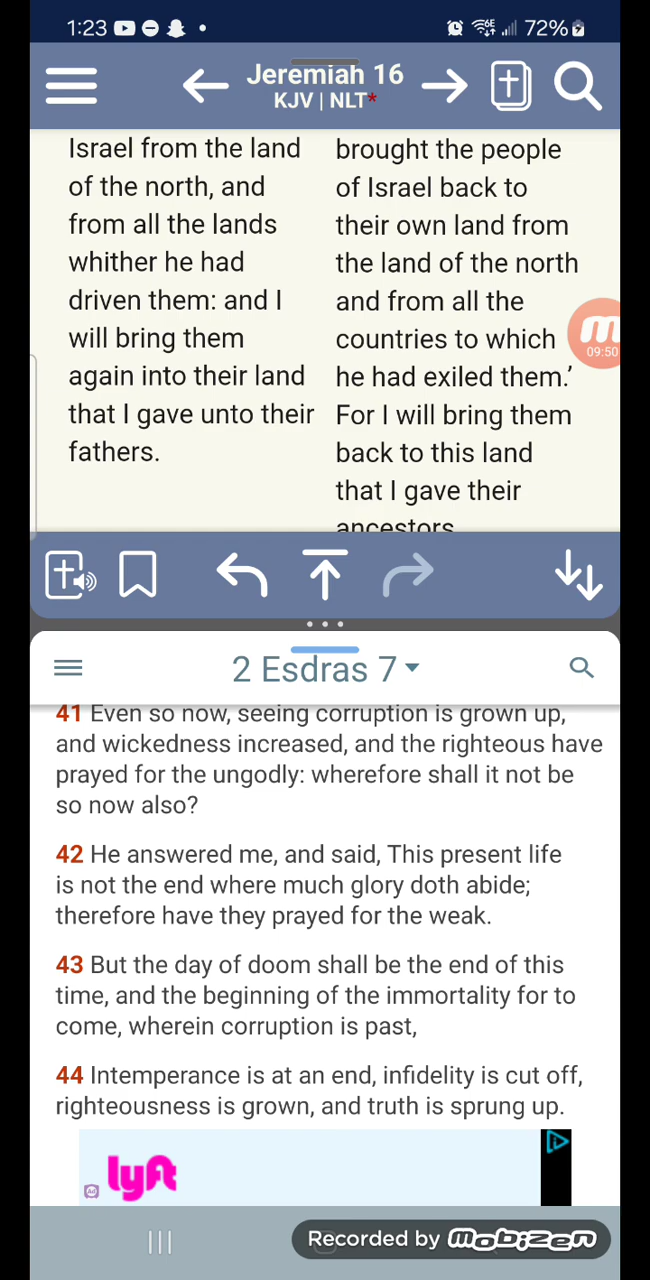 1:23
72%
Jeremiah 16
KJV | NLT*
Israel from the land
of the north, and
from all the lands
whither he had
driven them: and I
will bring them
again into their land
that I gave unto their
fathers.
brought the people
of Israel back to
their own land from
the land of the north
and from all the
countries to which
he had exiled them.’
For I will bring them
back to this land
that I gave their
ancestors
m
09:50
2 Esdras 7
41 Even so now, seeing corruption is grown up,
and wickedness increased, and the righteous have
prayed for the ungodly: wherefore shall it not be
so now also?
42 He answered me, and said, This present life
is not the end where much glory doth abide;
therefore have they prayed for the weak.
43 But the day of doom shall be the end of this
time, and the beginning of the immortality for to
come, wherein corruption is past,
44 Intemperance is at an end, infidelity is cut off,
righteousness is grown, and truth is sprung up.
Ad
lyft
Recorded by mobizen